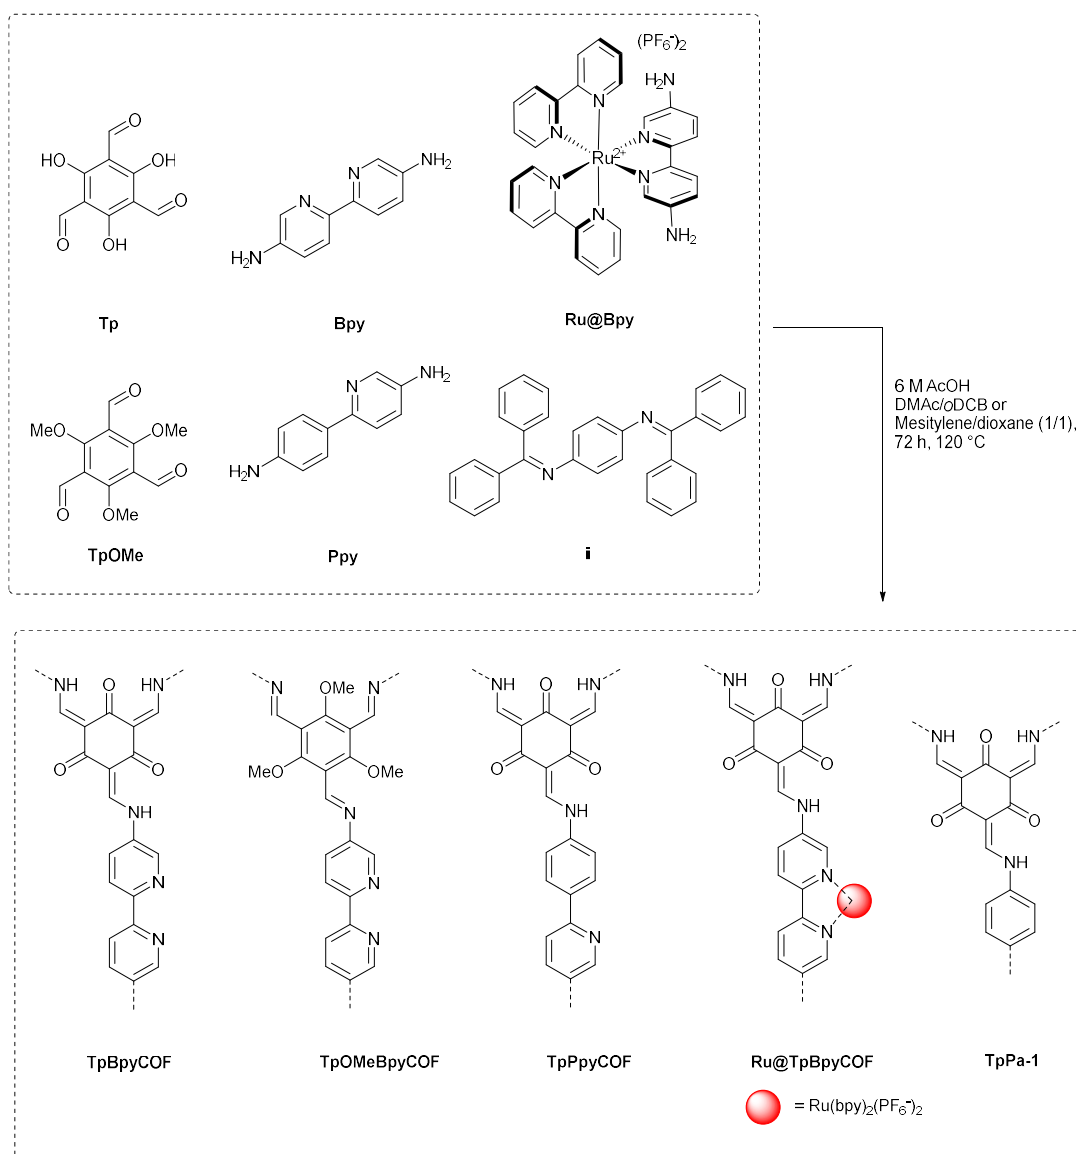 (PF6-)2
O
HO
OH
O
O
OH
N
NH2
N
H2N
N
N
N
N
Ru2+
N
N
H2N
NH2
Tp
Bpy
Ru@Bpy
O
MeO
OMe
O
O
OMe
N
NH2
H2N
N
N
TpOMe
Ppy
i
6 M AcOH
DMAc/oDCB or
Mesitylene/dioxane (1/1),
72 h, 120 °C
NH
O
HN
O
O
NH
N
N
N
OMe
N
MeO
OMe
N
N
N
NH
O
HN
O
O
NH
N
NH
O
HN
O
O
NH
N
N
NH
O
HN
O
O
NH
TpBpyCOF
TpOMeBpyCOF
TpPpyCOF
Ru@TpBpyCOF
TpPa-1
= Ru(bpy)2(PF6-)2